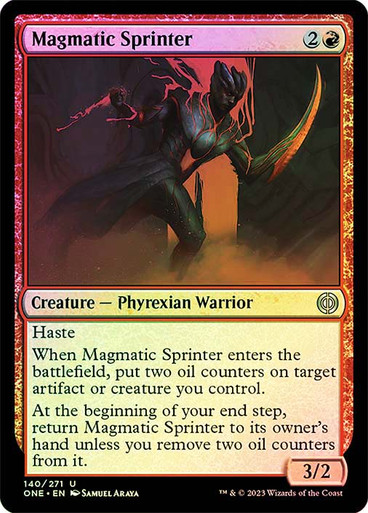 Magmatic Sprinter 2
Creature — Phyrexian Warrior
Haste
When Magmatic Sprinter enters the
battlefield, put two oil counters on target
artifact or creature you control.
At the beginning of your end step,
return Magmatic Sprinter to its owner's
hand unless you remove two oil counters
from it.
3/2
140/271 U
ONE • EN Samuel Araya
™ & © 2023 Wizards of the Coast